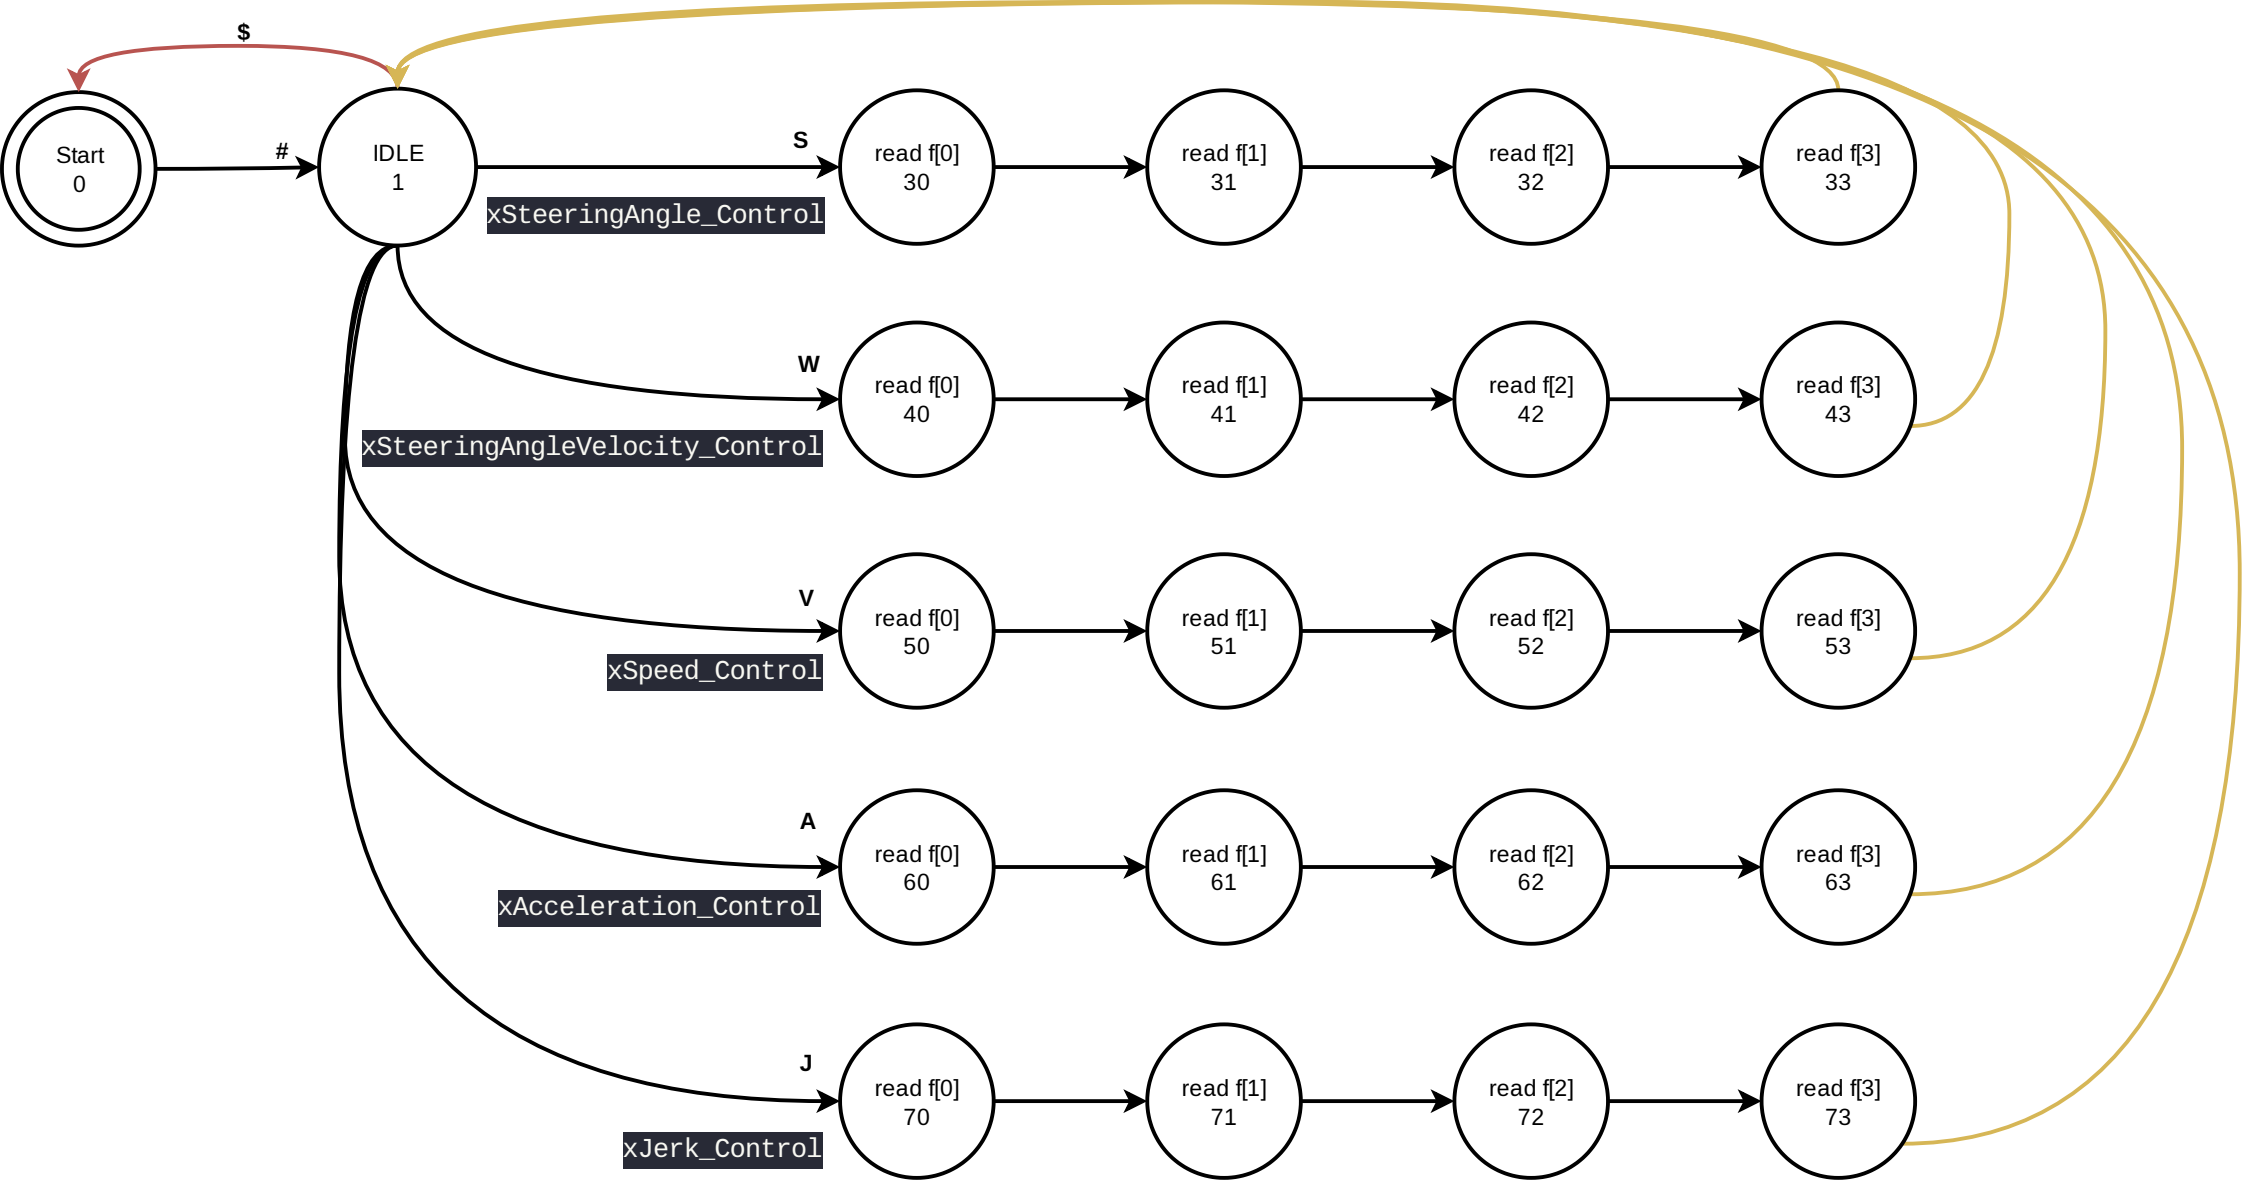 $
Start
0
#
IDLE
1
S
xSteeringAngle_Control
read f[0]
30
read f[1]
31
read f[2]
32
read f[3]
33
W
xSteeringAngleVelocity_Control
read f[0]
40
read f[1]
41
read f[2]
42
read f[3]
43
V
xSpeed_Control
read f[0]
50
read f[1]
51
read f[2]
52
read f[3]
53
A
xAcceleration_Control
read f[0]
60
read f[1]
61
read f[2]
62
read f[3]
63
J
xJerk_Control
read f[0]
70
read f[1]
71
read f[2]
72
read f[3]
73